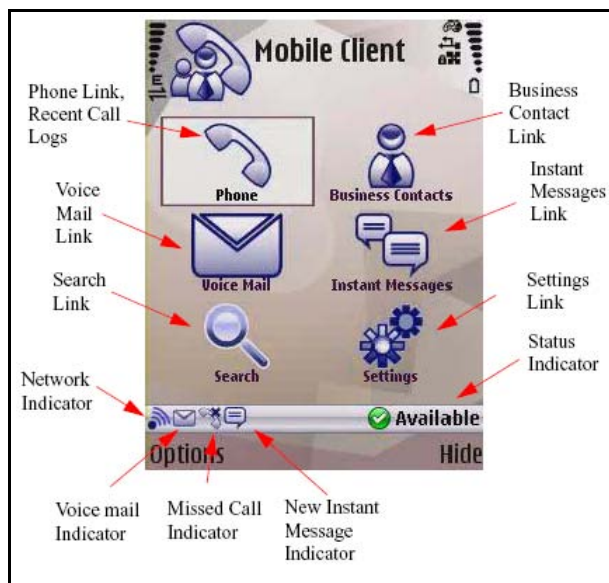 Mobile Client
Phone Link,
Recent Call
Logs
Business
Contact
Link
Phone
Business Contacts
Voice
Mail
Link
Instant
Messages
Link
Voice Mail
Instant Messages
Search
Link
Settings
Link
Search
Settings
Status
Indicator
Network
Indicator
Available
Options
Hide
Voice mail
Indicator
Missed Call
Indicator
New Instant
Message
Indicator